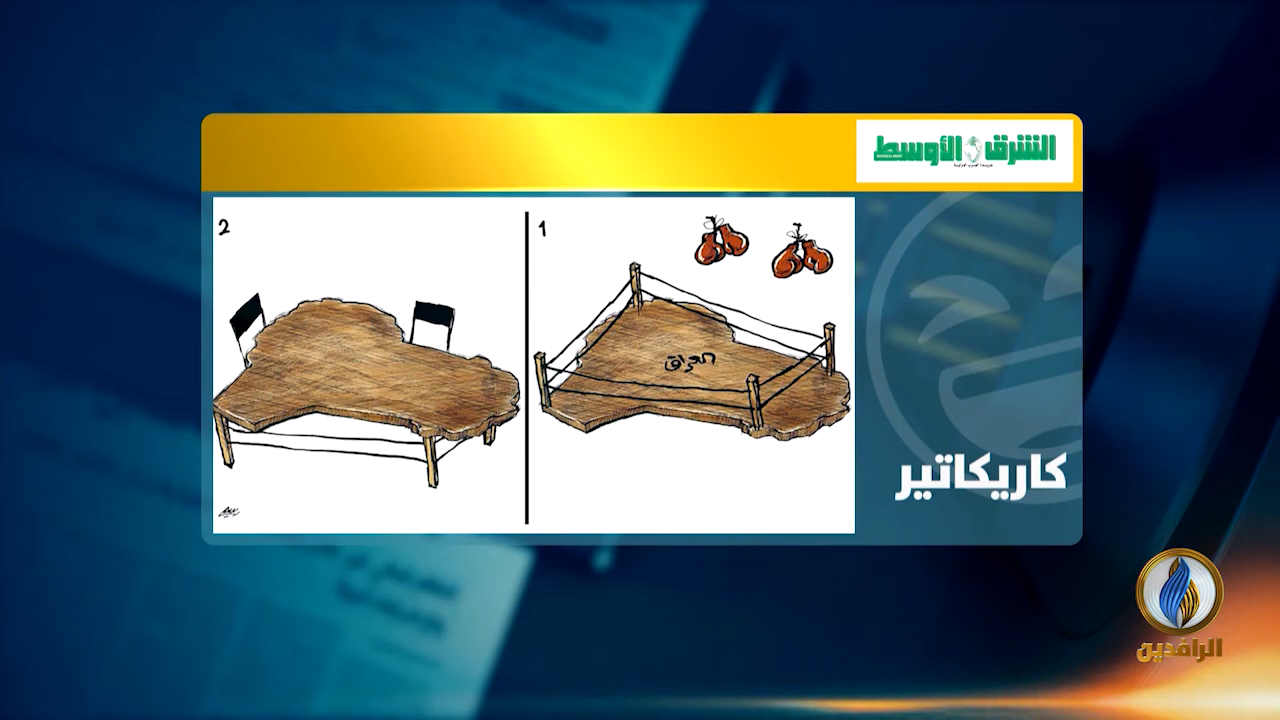 الشرق الأوسط
1
2
العراق
كاريكاتير
الرافدين